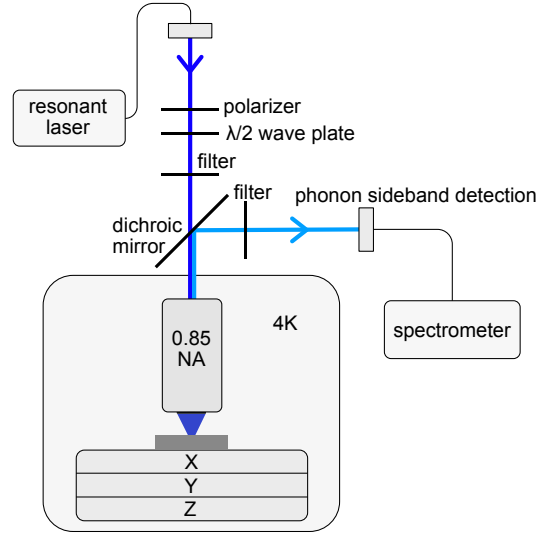 resonant
laser
polarizer
λ/2 wave plate
filter
filter
phonon sideband detection
dichroic
mirror
spectrometer
4K
0.85
NA
X
Y
Z